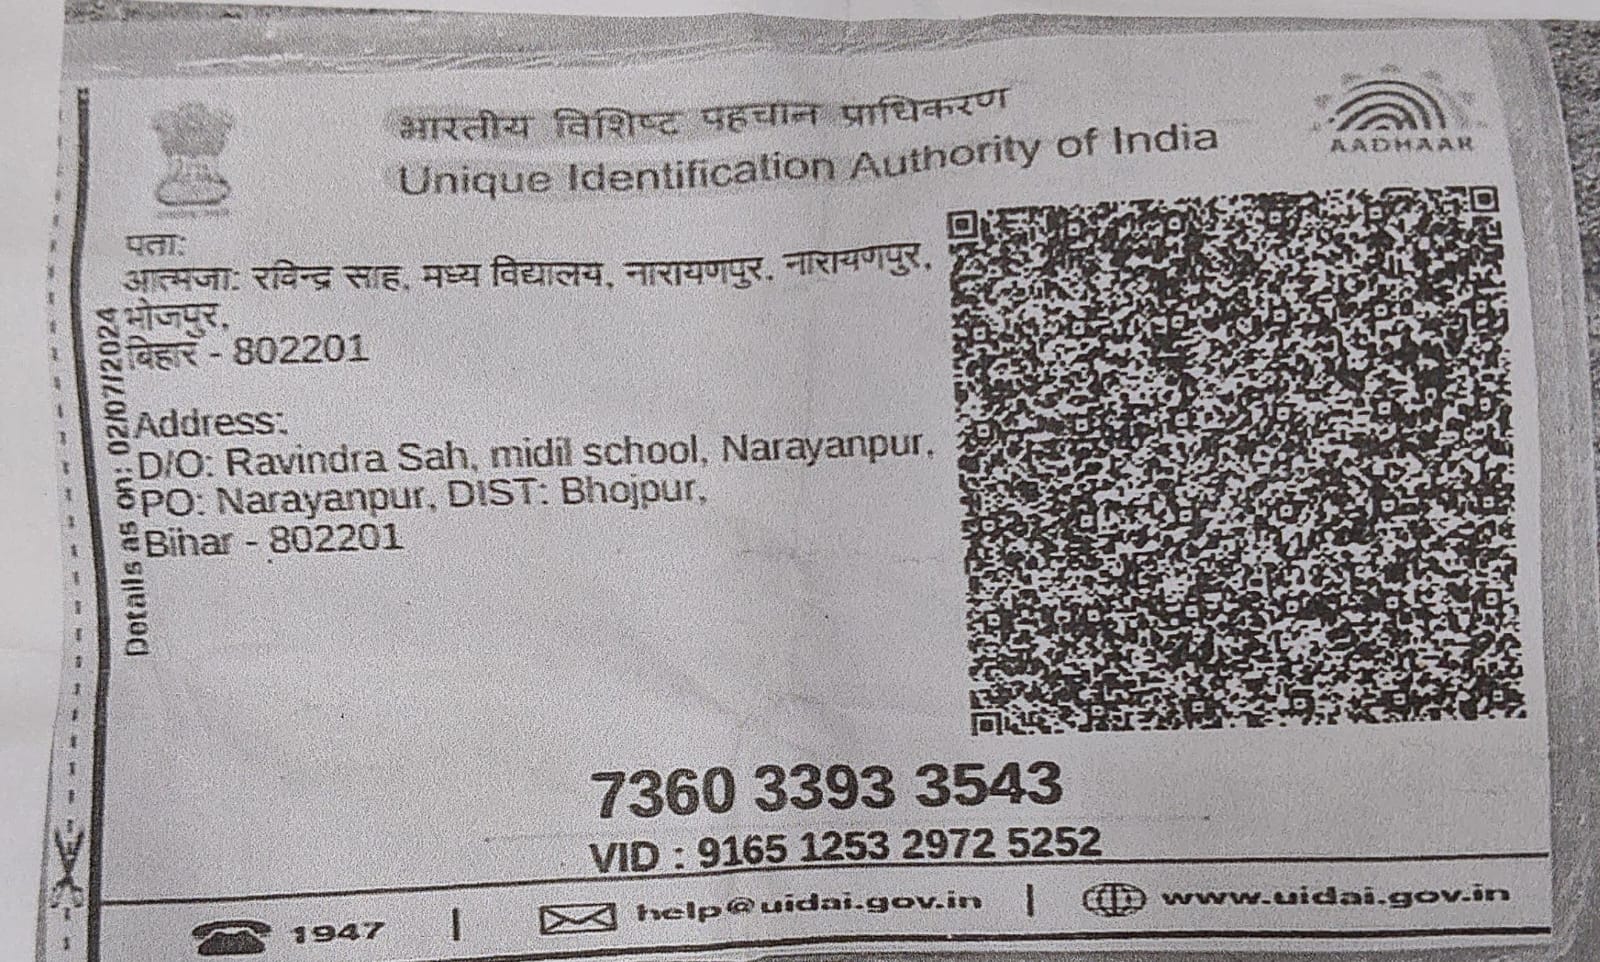 भारतीय विशिष्ट पहचान प्राधिकरण
Unique Identification Authority of India
AADHAAR
पता:
आत्मजा: रविन्द्र साह, मध्य विद्यालय, नारायणपुर, नारायणपुर,
भोजपुर,
बिहार - 802201
Address:
D/O: Ravindra Sah, midil school, Narayanpur,
PO: Narayanpur, DIST: Bhojpur,
Bihar - 802201
Details as on: 02/07/2024
7360 3393 3543
VID : 9165 1253 2972 5252
1947 | help@uidai.gov.in | www.uidai.gov.in